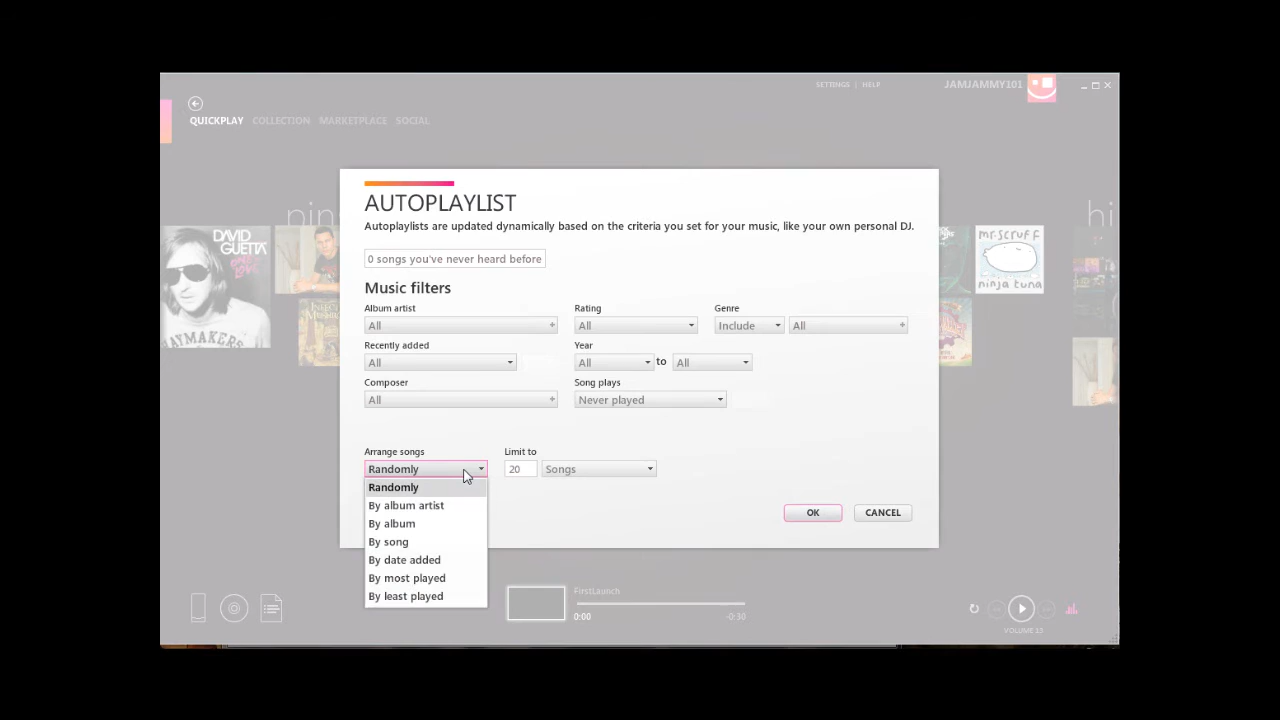 SETTINGS | HELP
JAMJAMMY101
QUICKPLAY COLLECTION MARKETPLACE SOCIAL
pin
hi
DAVID
GUETTA
one love
mr. scruff
ninja tuna
AUTOPLAYLIST
Autoplaylists are updated dynamically based on the criteria you set for your music, like your own personal DJ.
0 songs you've never heard before
Music filters
Album artist Rating Genre
All All Include All
Recently added Year
All All to All
Composer Song plays
All Never played
Arrange songs Limit to
Randomly 20 Songs
Randomly
By album artist
By album
By song
By date added
By most played
By least played
OK CANCEL
FirstLaunch
0:00 -0:30
VOLUME 15